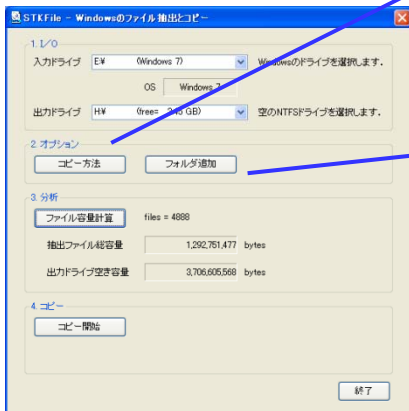 STKFile - Windowsのファイル抽出とコピー
1. I/O
入力ドライブ E:¥ (Windows 7) Windowsのドライブを選択します.
OS Windows 7
出力ドライブ H:¥ (free= GB) 空のNTFSドライブを選択します.
2. オプション
コピー方法 フォルダ追加
3. 分析
ファイル容量計算 files = 4888
抽出ファイル総容量 1,292,751,477 bytes
出力ドライブ空き容量 3,706,605,568 bytes
4. コピー
コピー開始
終了